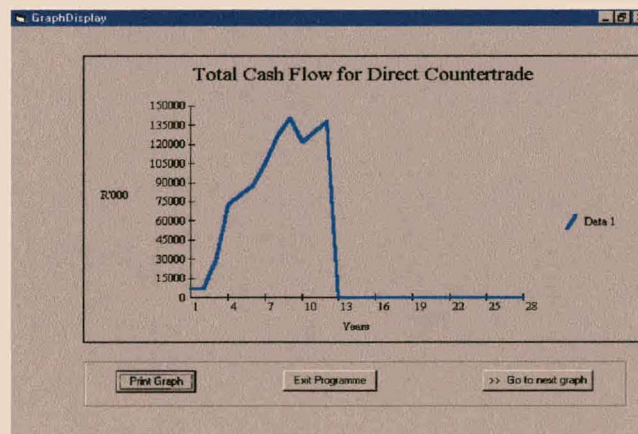 GraphDisplay
Total Cash Flow for Direct Countertrade
150000
135000
120000
105000
90000
75000
60000
45000
30000
15000
0
R'000
1 4 7 10 13 16 19 22 25 28
Years
Data 1
Print Graph Exit Programme >> Go to next graph